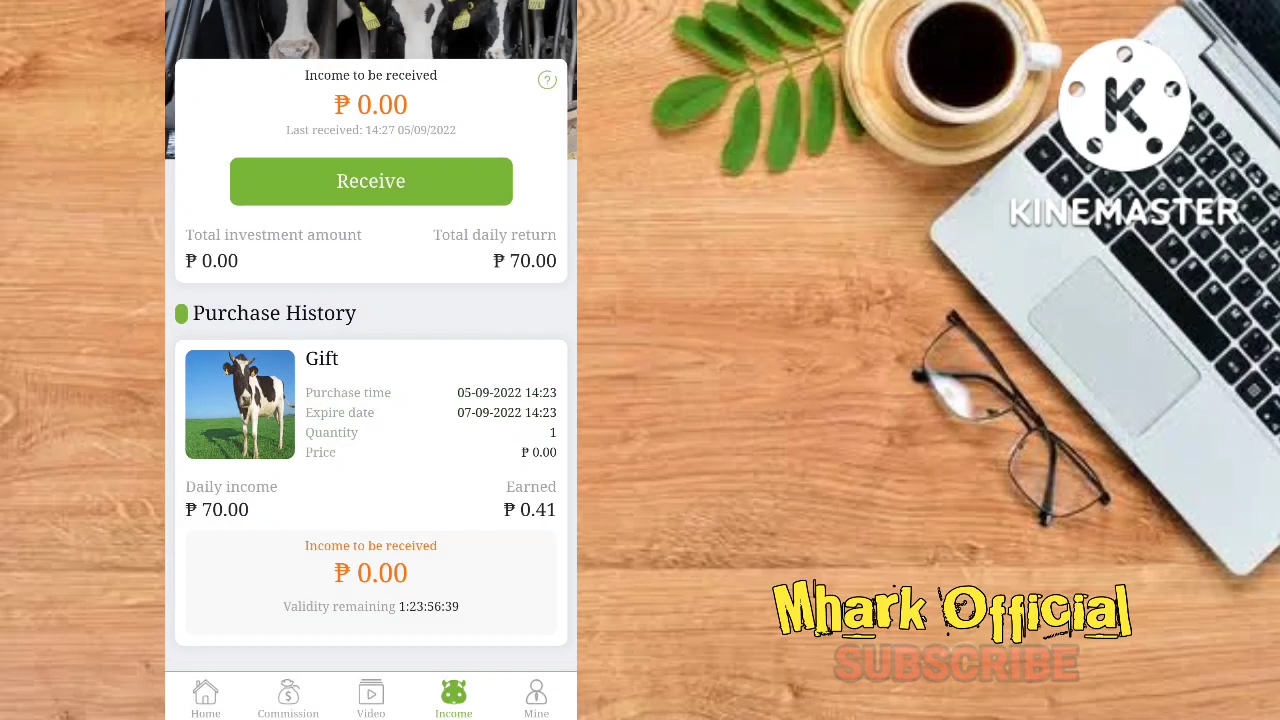 Income to be received
₱ 0.00
Last received: 14:27 05/09/2022
Receive
Total investment amount Total daily return
₱ 0.00 ₱ 70.00
Purchase History
Gift
Purchase time 05-09-2022 14:23
Expire date 07-09-2022 14:23
Quantity 1
Price ₱ 0.00
Daily income Earned
₱ 70.00 ₱ 0.41
Income to be received
₱ 0.00
Validity remaining 1:23:56:39
Home Commission Video Income Mine
K
KINEMASTER
Mhark Official
SUBSCRIBE